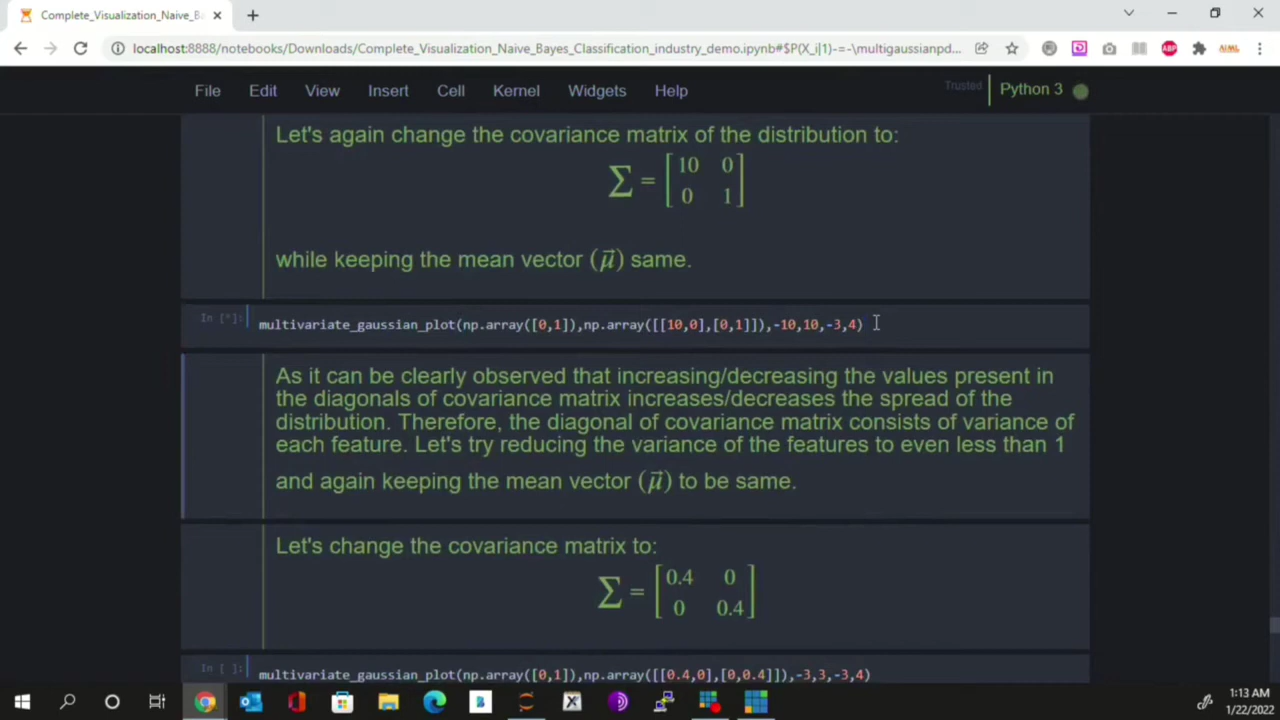 Complete_Visualization_Naive_B
localhost:8888/notebooks/Downloads/Complete_Visualization_Naive_Bayes_Classification_industry_demo.ipynb#$P(X_i|1)-=-\multigaussianpd...
ABP
AIML
File Edit View Insert Cell Kernel Widgets Help Trusted Python 3
Let's again change the covariance matrix of the distribution to:
Σ = [10 0
0 1]
while keeping the mean vector (μ⃗) same.
In [*]: multivariate_gaussian_plot(np.array([0,1]),np.array([[10,0],[0,1]]),-10,10,-3,4)
As it can be clearly observed that increasing/decreasing the values present in
the diagonals of covariance matrix increases/decreases the spread of the
distribution. Therefore, the diagonal of covariance matrix consists of variance of
each feature. Let's try reducing the variance of the features to even less than 1
and again keeping the mean vector (μ⃗) to be same.
Let's change the covariance matrix to:
Σ = [0.4 0
0 0.4]
In [ ]: multivariate_gaussian_plot(np.array([0,1]),np.array([[0.4,0],[0,0.4]]),-3,3,-3,4)
1:13 AM
1/22/2022